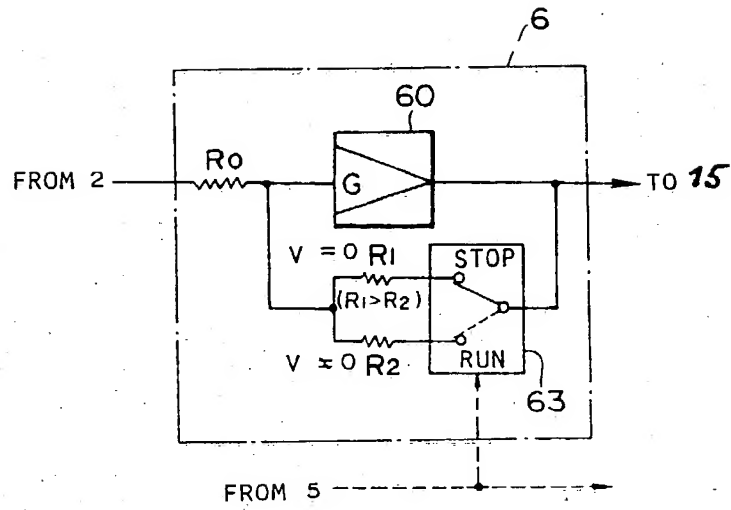 6
60
Ro
FROM 2
G
TO 15
V = 0 R1
STOP
(R1>R2)
V ≈ 0 R2
RUN
63
FROM 5